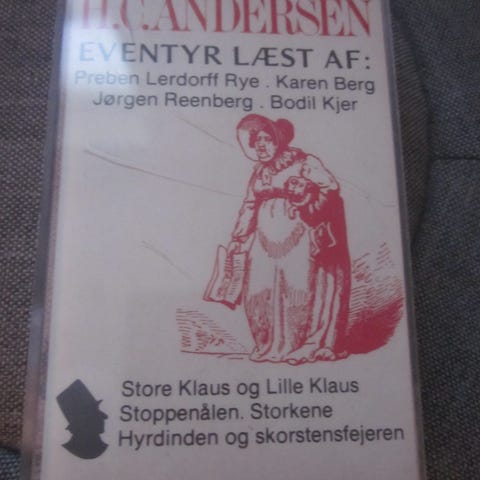 H.C. ANDERSEN
EVENTYR LÆST AF:
Preben Lerdorff Rye . Karen Berg
Jørgen Reenberg . Bodil Kjer
Store Klaus og Lille Klaus
Stoppenålen. Storkene
Hyrdinden og skorstensfejeren